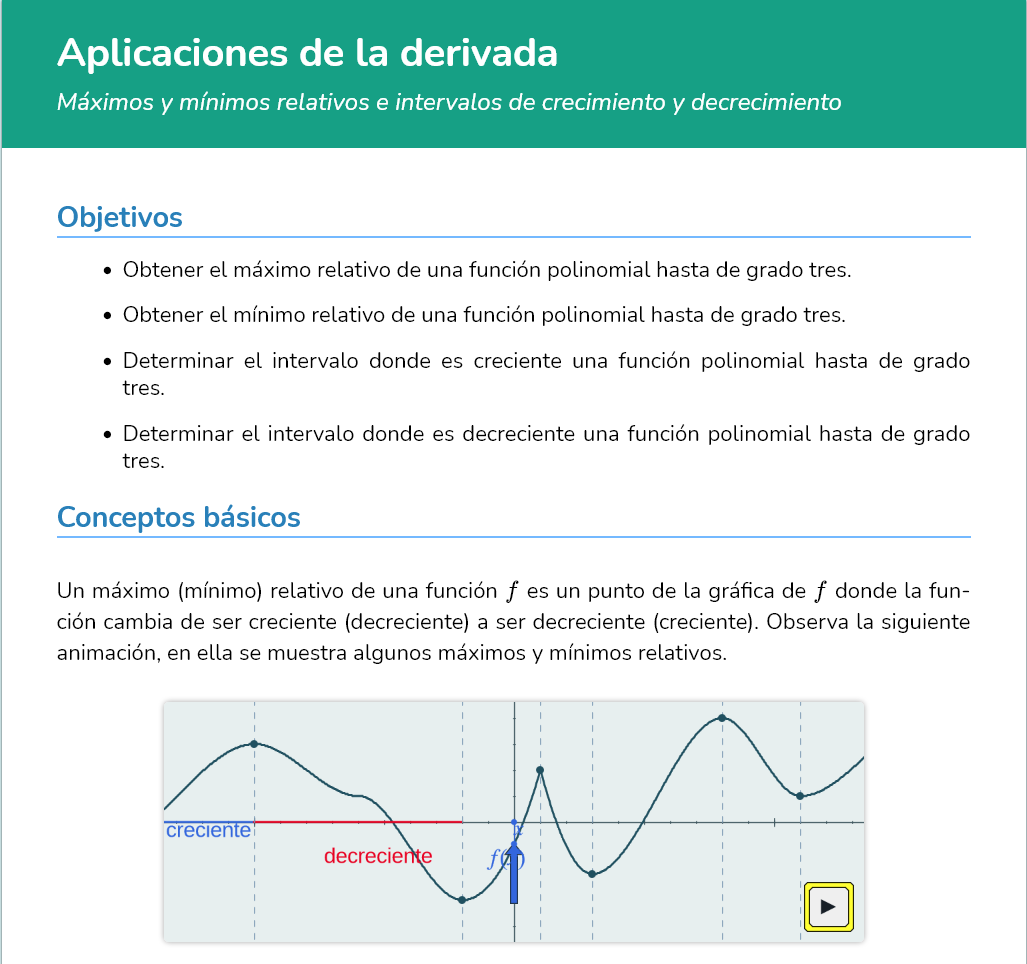 Aplicaciones de la derivada
Máximos y mínimos relativos e intervalos de crecimiento y decrecimiento
Objetivos
• Obtener el máximo relativo de una función polinomial hasta de grado tres.
• Obtener el mínimo relativo de una función polinomial hasta de grado tres.
• Determinar el intervalo donde es creciente una función polinomial hasta de grado
tres.
• Determinar el intervalo donde es decreciente una función polinomial hasta de grado
tres.
Conceptos básicos
Un máximo (mínimo) relativo de una función f es un punto de la gráfica de f donde la fun-
ción cambia de ser creciente (decreciente) a ser decreciente (creciente). Observa la siguiente
animación, en ella se muestra algunos máximos y mínimos relativos.
creciente
x
decreciente
f(x)